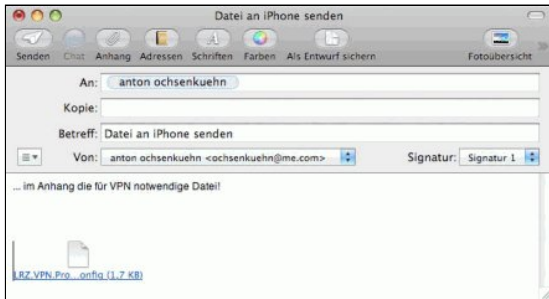 Datei an iPhone senden
Senden Chat Anhang Adressen Schriften Farben Als Entwurf sichern Fotoübersicht
An: anton ochsenkuehn
Kopie:
Betreff: Datei an iPhone senden
Von: anton ochsenkuehn <ochsenkuehn@me.com> Signatur: Signatur 1
... im Anhang die für VPN notwendige Datei!
LRZ.VPN.Pro...onfig (1.7 KB)